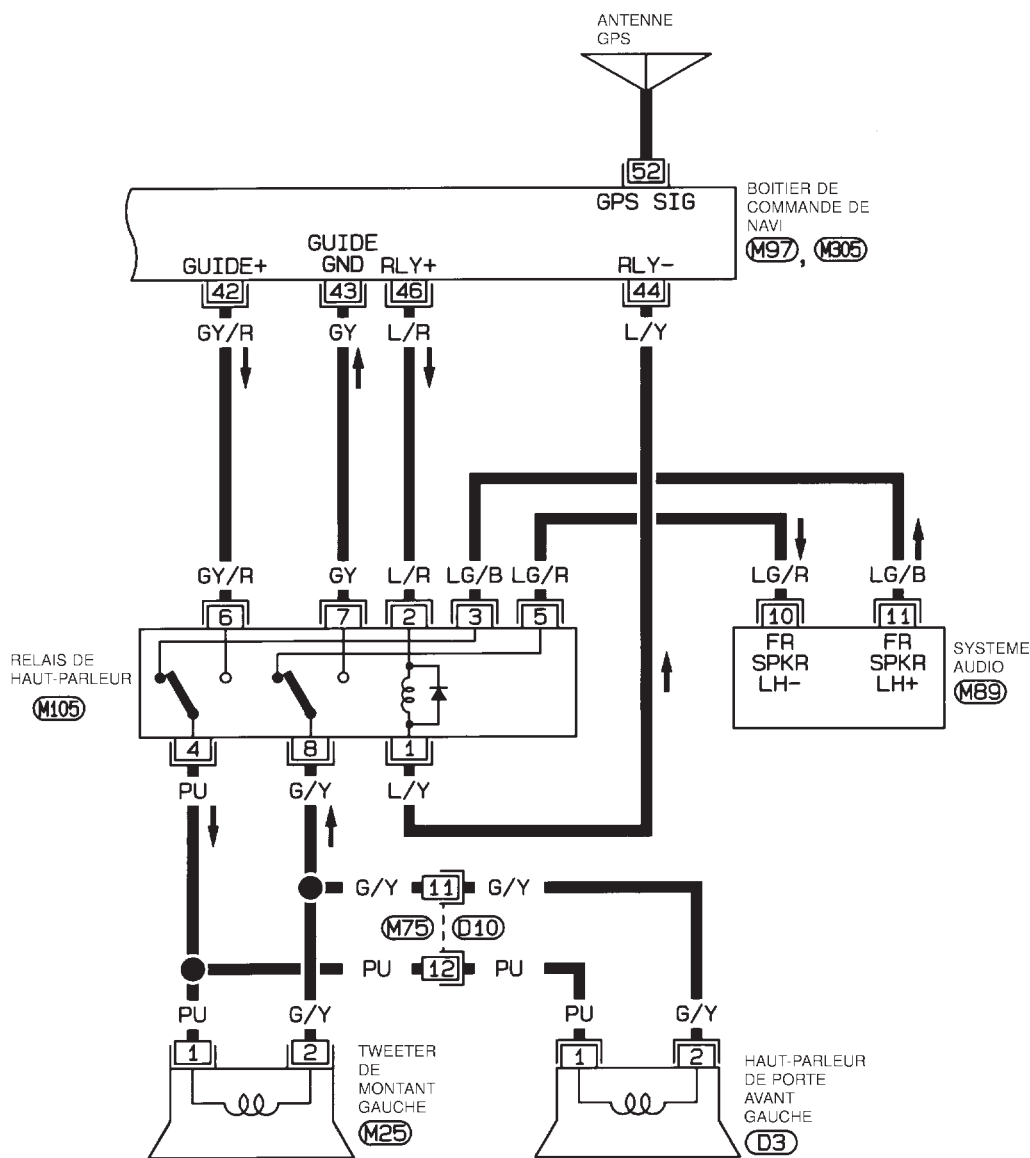 ANTENNE
GPS
52
GPS SIG
BOITIER DE
COMMANDE DE
NAVI
M97, M305
GUIDE+
GUIDE
GND
RLY+
RLY-
42
43
46
44
GY/R
GY
L/R
L/Y
GY/R
GY
L/R
LG/B
LG/R
LG/R
LG/B
6
7
2
3
5
10
11
RELAIS DE
HAUT-PARLEUR
M105
FR
SPKR
LH-
FR
SPKR
LH+
SYSTEME
AUDIO
M89
4
8
1
PU
G/Y
L/Y
G/Y
11
G/Y
M75
D10
PU
12
PU
PU
G/Y
PU
G/Y
1
2
1
2
TWEETER
DE
MONTANT
GAUCHE
M25
HAUT-PARLEUR
DE PORTE
AVANT
GAUCHE
D3